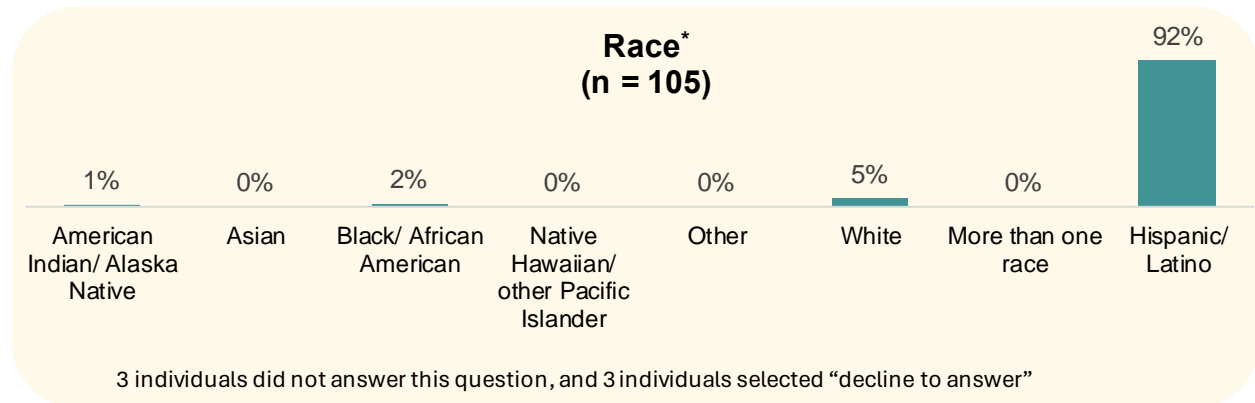 Race*
(n = 105)
92%
1%
0%
2%
0%
0%
5%
0%
American
Indian/ Alaska
Native
Asian
Black/ African
American
Native
Hawaiian/
other Pacific
Islander
Other
White
More than one
race
Hispanic/
Latino
3 individuals did not answer this question, and 3 individuals selected “decline to answer”